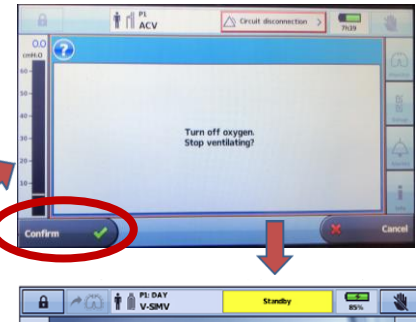 P1
ACV
Circuit disconnection >
7h29
0.0
cmH2O
60
50
40
30
20
10
?
Turn off oxygen.
Stop ventilating?
Confirm
Cancel
P1: DAY
V-SIMV
Standby
85%